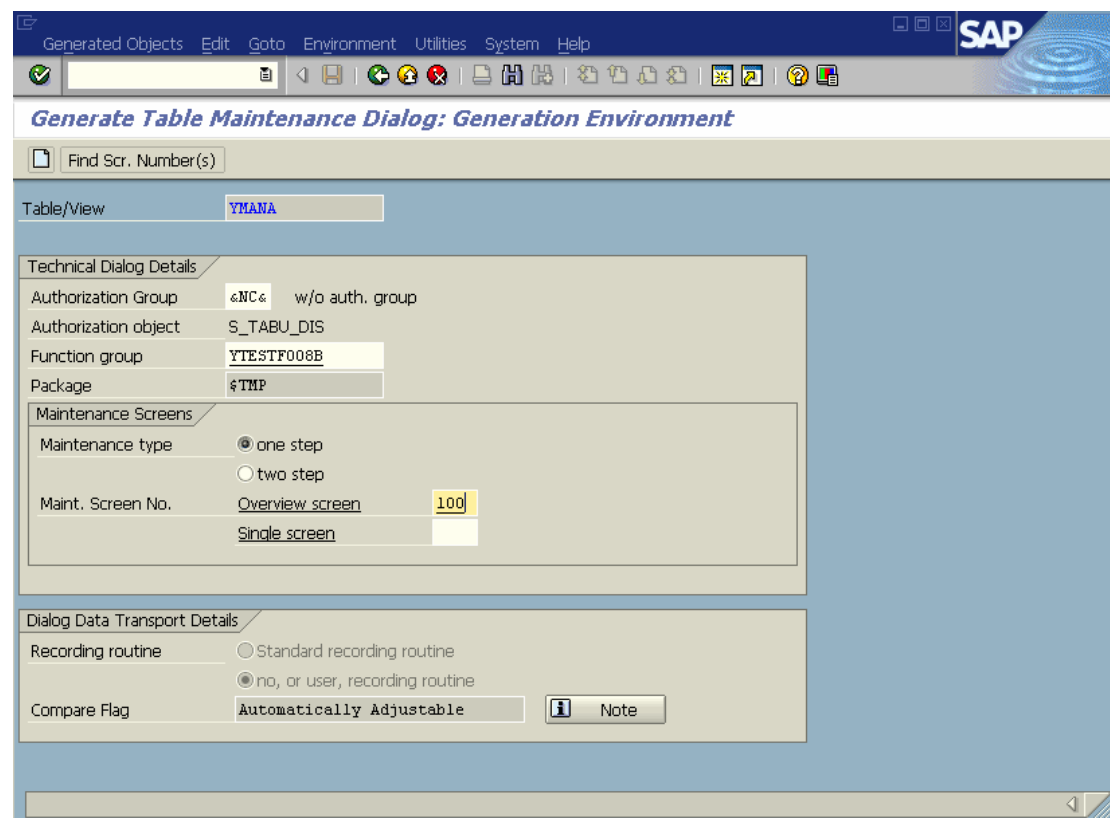 Generated Objects Edit Goto Environment Utilities System Help
SAP
Generate Table Maintenance Dialog: Generation Environment
Find Scr. Number(s)
Table/View YMANA
Technical Dialog Details
Authorization Group &NC& w/o auth. group
Authorization object S_TABU_DIS
Function group YTESTF008B
Package $TMP
Maintenance Screens
Maintenance type one step
two step
Maint. Screen No. Overview screen 100
Single screen
Dialog Data Transport Details
Recording routine Standard recording routine
no, or user, recording routine
Compare Flag Automatically Adjustable Note